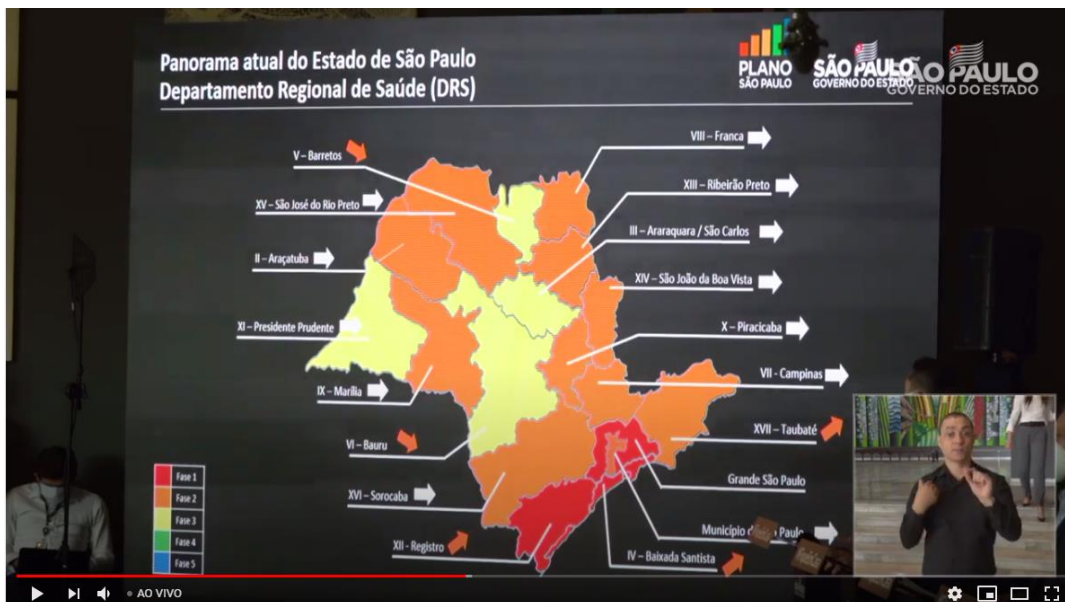 Panorama atual do Estado de São Paulo
Departamento Regional de Saúde (DRS)
PLANO
SÃO PAULO
SÃO PAULO
GOVERNO DO ESTADO
SÃO PAULO
GOVERNO DO ESTADO
V – Barretos
XV – São José do Rio Preto
II – Araçatuba
XI – Presidente Prudente
IX – Marília
VI – Bauru
XVI – Sorocaba
XII - Registro
VIII – Franca
XIII – Ribeirão Preto
III – Araraquara / São Carlos
XIV – São João da Boa Vista
X – Piracicaba
VII - Campinas
XVII – Taubaté
Grande São Paulo
Município Paulo
IV – Baixada Santista
Fase 1
Fase 2
Fase 3
Fase 4
Fase 5
AO VIVO